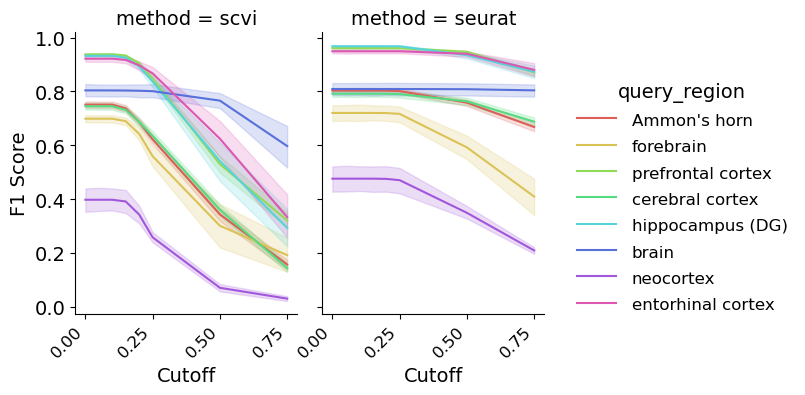 method = scvi
method = seurat
F1 Score
1.0
0.8
0.6
0.4
0.2
0.0
0.00
0.25
0.50
0.75
Cutoff
0.00
0.25
0.50
0.75
Cutoff
query_region
Ammon's horn
forebrain
prefrontal cortex
cerebral cortex
hippocampus (DG)
brain
neocortex
entorhinal cortex